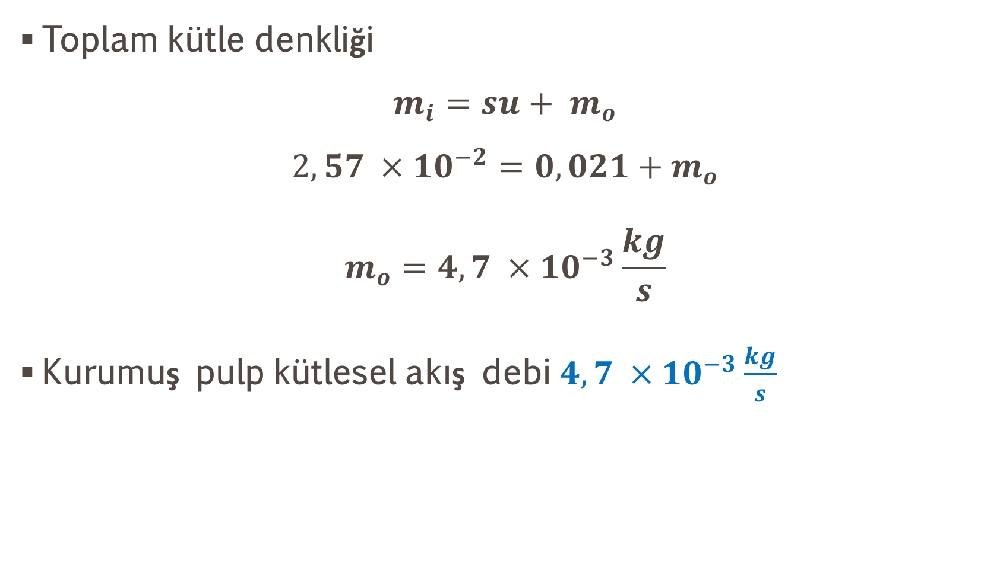 ▪ Toplam kütle denkliği
mᵢ = su + mₒ
2,57 × 10⁻² = 0,021 + mₒ
mₒ = 4,7 × 10⁻³ kg/s
▪ Kurumuş pulp kütlesel akış debi 4,7 × 10⁻³ kg/s